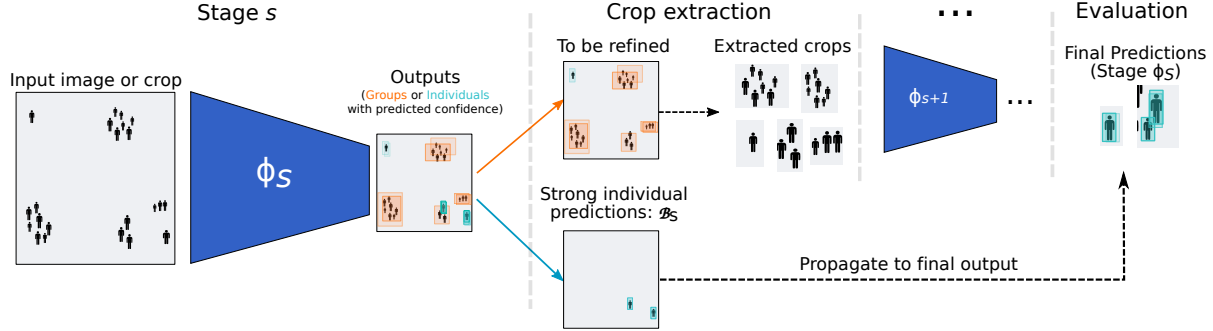 Stage s
Input image or crop
ϕS
Outputs
(Groups or Individuals
with predicted confidence)
Crop extraction
To be refined
Extracted crops
Strong individual
predictions: ℬS
Propagate to final output
...
ϕs+1
...
Evaluation
Final Predictions
(Stage ϕS)